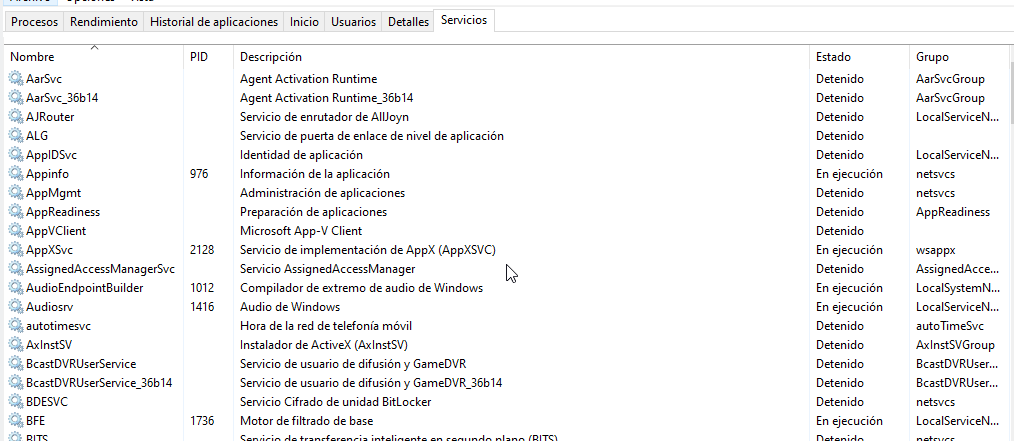 Archivo Opciones Vista
Procesos Rendimiento Historial de aplicaciones Inicio Usuarios Detalles Servicios
Nombre PID Descripción Estado Grupo
AarSvc Agent Activation Runtime Detenido AarSvcGroup
AarSvc_36b14 Agent Activation Runtime_36b14 Detenido AarSvcGroup
AJRouter Servicio de enrutador de AllJoyn Detenido LocalServiceN...
ALG Servicio de puerta de enlace de nivel de aplicación Detenido
AppIDSvc Identidad de aplicación Detenido LocalServiceN...
Appinfo 976 Información de la aplicación En ejecución netsvcs
AppMgmt Administración de aplicaciones Detenido netsvcs
AppReadiness Preparación de aplicaciones Detenido AppReadiness
AppVClient Microsoft App-V Client Detenido
AppXSvc 2128 Servicio de implementación de AppX (AppXSVC) En ejecución wsappx
AssignedAccessManagerSvc Servicio AssignedAccessManager Detenido AssignedAcce...
AudioEndpointBuilder 1012 Compilador de extremo de audio de Windows En ejecución LocalSystemN...
Audiosrv 1416 Audio de Windows En ejecución LocalServiceN...
autotimesvc Hora de la red de telefonía móvil Detenido autoTimeSvc
AxInstSV Instalador de ActiveX (AxInstSV) Detenido AxInstSVGroup
BcastDVRUserService Servicio de usuario de difusión y GameDVR Detenido BcastDVRUser...
BcastDVRUserService_36b14 Servicio de usuario de difusión y GameDVR_36b14 Detenido BcastDVRUser...
BDESVC Servicio Cifrado de unidad BitLocker Detenido netsvcs
BFE 1736 Motor de filtrado de base En ejecución LocalServiceN...
BITS Servicio de transferencia inteligente en segundo plano (BITS) Detenido netsvcs